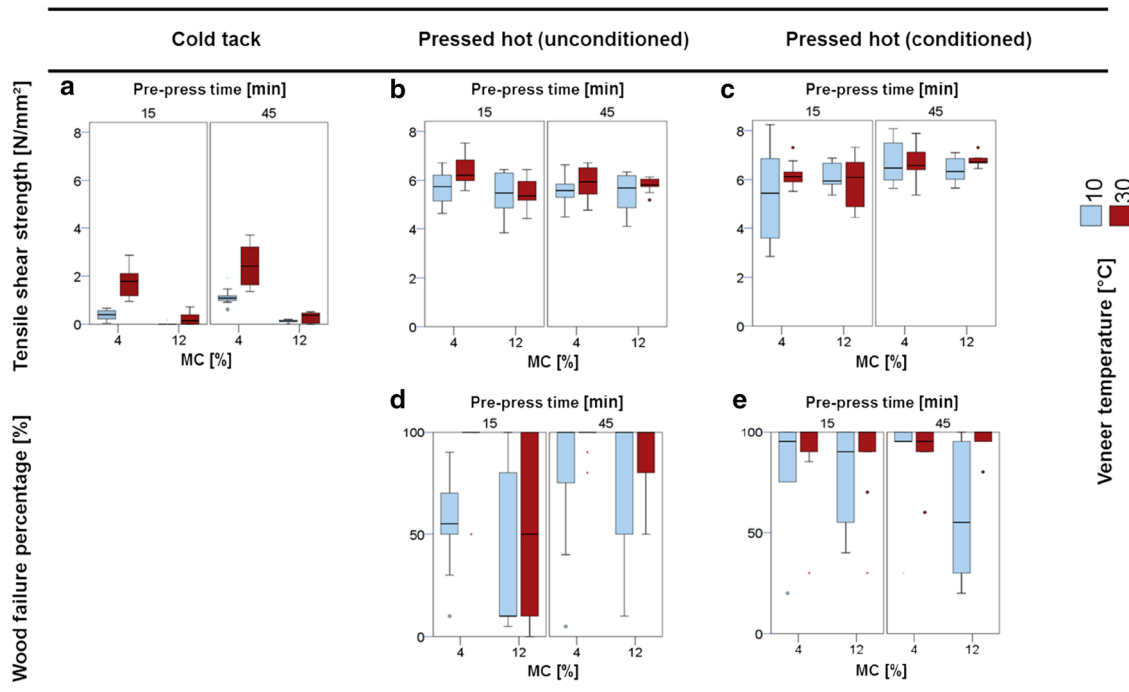 Cold tack
Pressed hot (unconditioned)
Pressed hot (conditioned)
Tensile shear strength [N/mm²]
a
Pre-press time [min]
15
45
8
6
4
2
0
4
12
4
12
MC [%]
b
Pre-press time [min]
15
45
8
6
4
2
0
4
12
4
12
MC [%]
c
Pre-press time [min]
15
45
8
6
4
2
0
4
12
4
12
MC [%]
Veneer temperature [°C]
10
30
Wood failure percentage [%]
d
Pre-press time [min]
15
45
100
50
0
4
12
4
12
MC [%]
e
Pre-press time [min]
15
45
100
50
0
4
12
4
12
MC [%]